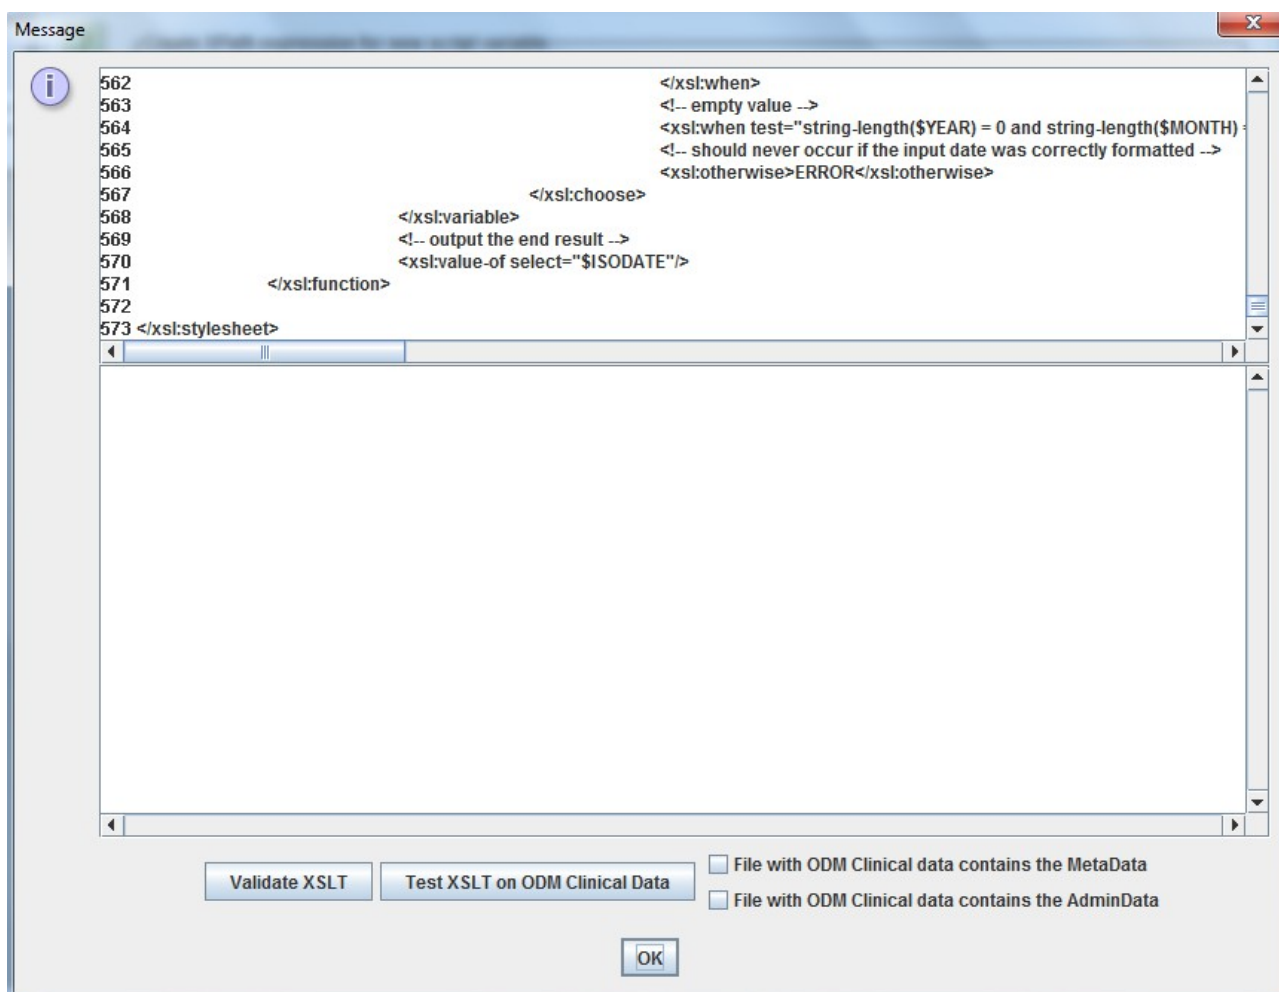 Message
562 </xsl:when>
563 <!-- empty value -->
564 <xsl:when test="string-length($YEAR) = 0 and string-length($MONTH) =
565 <!-- should never occur if the input date was correctly formatted -->
566 <xsl:otherwise>ERROR</xsl:otherwise>
567 </xsl:choose>
568 </xsl:variable>
569 <!-- output the end result -->
570 <xsl:value-of select="$ISODATE"/>
571 </xsl:function>
572
573 </xsl:stylesheet>
Validate XSLT
Test XSLT on ODM Clinical Data
File with ODM Clinical data contains the MetaData
File with ODM Clinical data contains the AdminData
OK